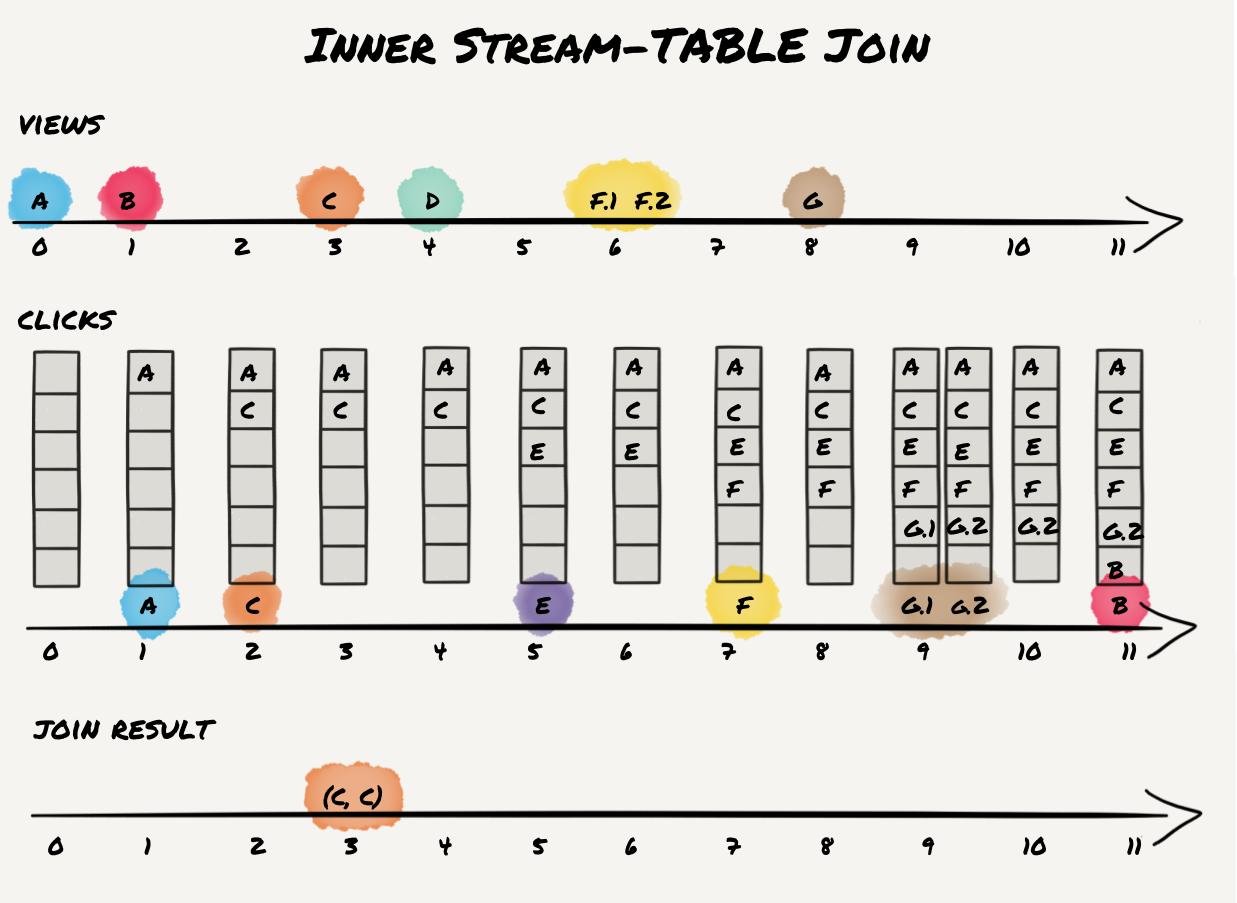 INNER STREAM-TABLE JOIN
VIEWS
A B C D F.1 F.2 G
0 1 2 3 4 5 6 7 8 9 10 11
CLICKS
A A A A A A A A A A A A
C C C C C C C C C C C
E E E E E E E E
F F F F F F
G.1 G.2 G.2 G.2
B
A C E F G.1 G.2 B
0 1 2 3 4 5 6 7 8 9 10 11
JOIN RESULT
(C, C)
0 1 2 3 4 5 6 7 8 9 10 11